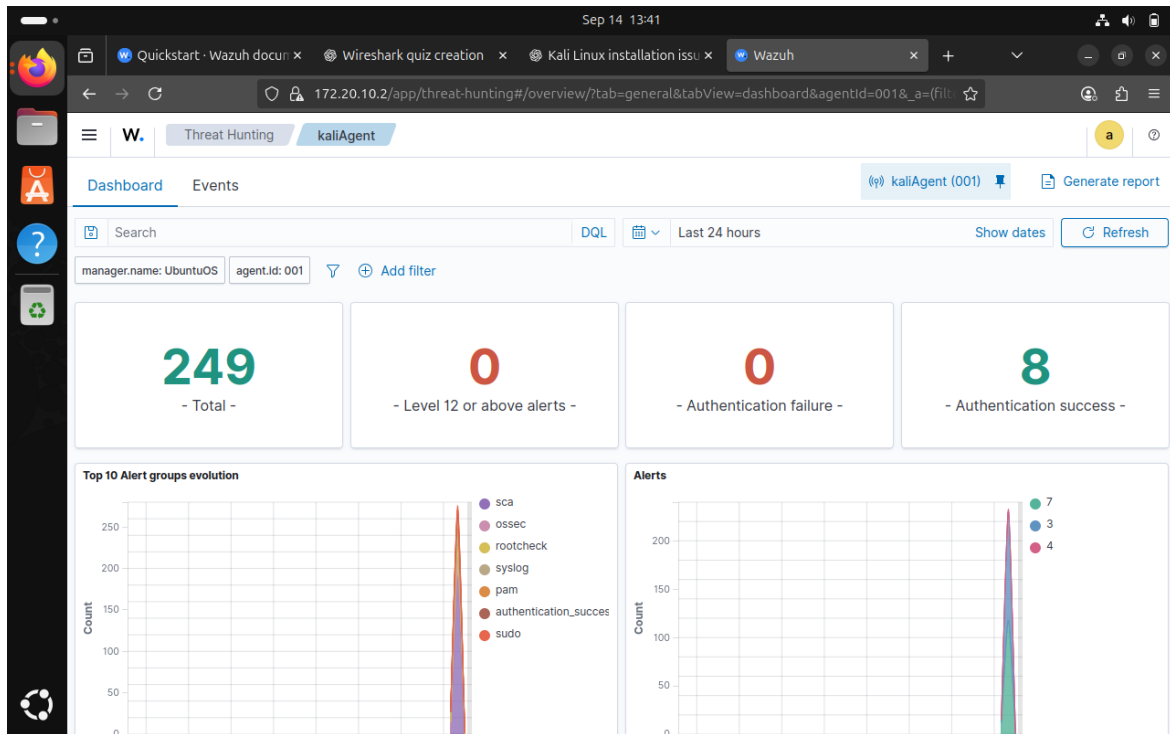 Sep 14 13:41
Quickstart · Wazuh docum
Wireshark quiz creation
Kali Linux installation issu
Wazuh
172.20.10.2/app/threat-hunting#/overview/?tab=general&tabView=dashboard&agentId=001&_a=(filt
W.
Threat Hunting
kaliAgent
a
Dashboard
Events
kaliAgent (001)
Generate report
Search
DQL
Last 24 hours
Show dates
Refresh
manager.name: UbuntuOS
agent.id: 001
Add filter
249
- Total -
0
- Level 12 or above alerts -
0
- Authentication failure -
8
- Authentication success -
Top 10 Alert groups evolution
250
200
150
100
50
0
Count
sca
ossec
rootcheck
syslog
pam
authentication_succes
sudo
Alerts
200
150
100
50
0
Count
7
3
4